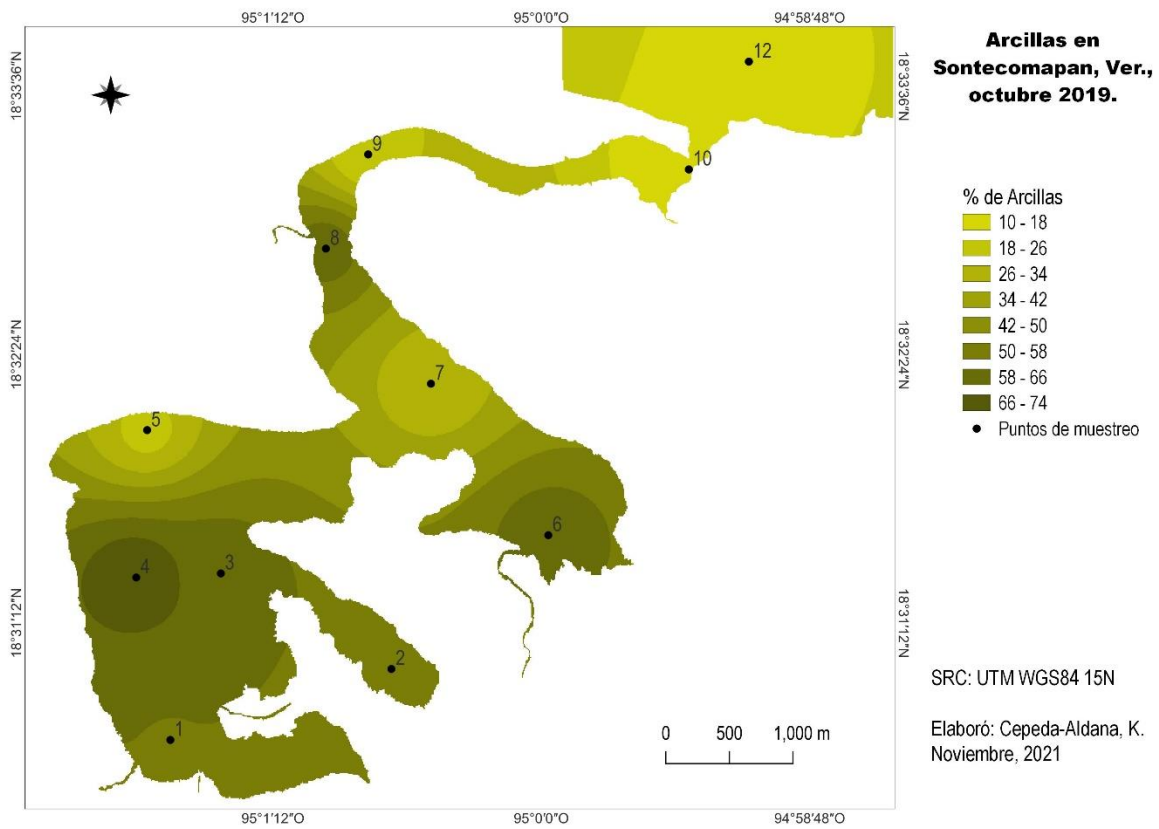 95°1'12"O 95°0'0"O 94°58'48"O
18°33'36"N
18°32'24"N
18°31'12"N
12
9
10
8
7
5
6
4
3
2
1
0 500 1,000 m
18°33'36"N
18°32'24"N
18°31'12"N
95°1'12"O 95°0'0"O 94°58'48"O
Arcillas en
Sontecomapan, Ver.,
octubre 2019.
% de Arcillas
10 - 18
18 - 26
26 - 34
34 - 42
42 - 50
50 - 58
58 - 66
66 - 74
Puntos de muestreo
SRC: UTM WGS84 15N
Elaboró: Cepeda-Aldana, K.
Noviembre, 2021